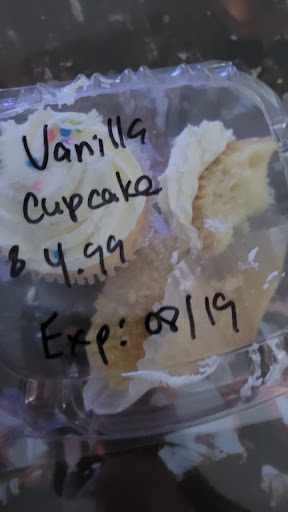 Vanilla
Cupcake
$ 4.99
Exp: 08/19